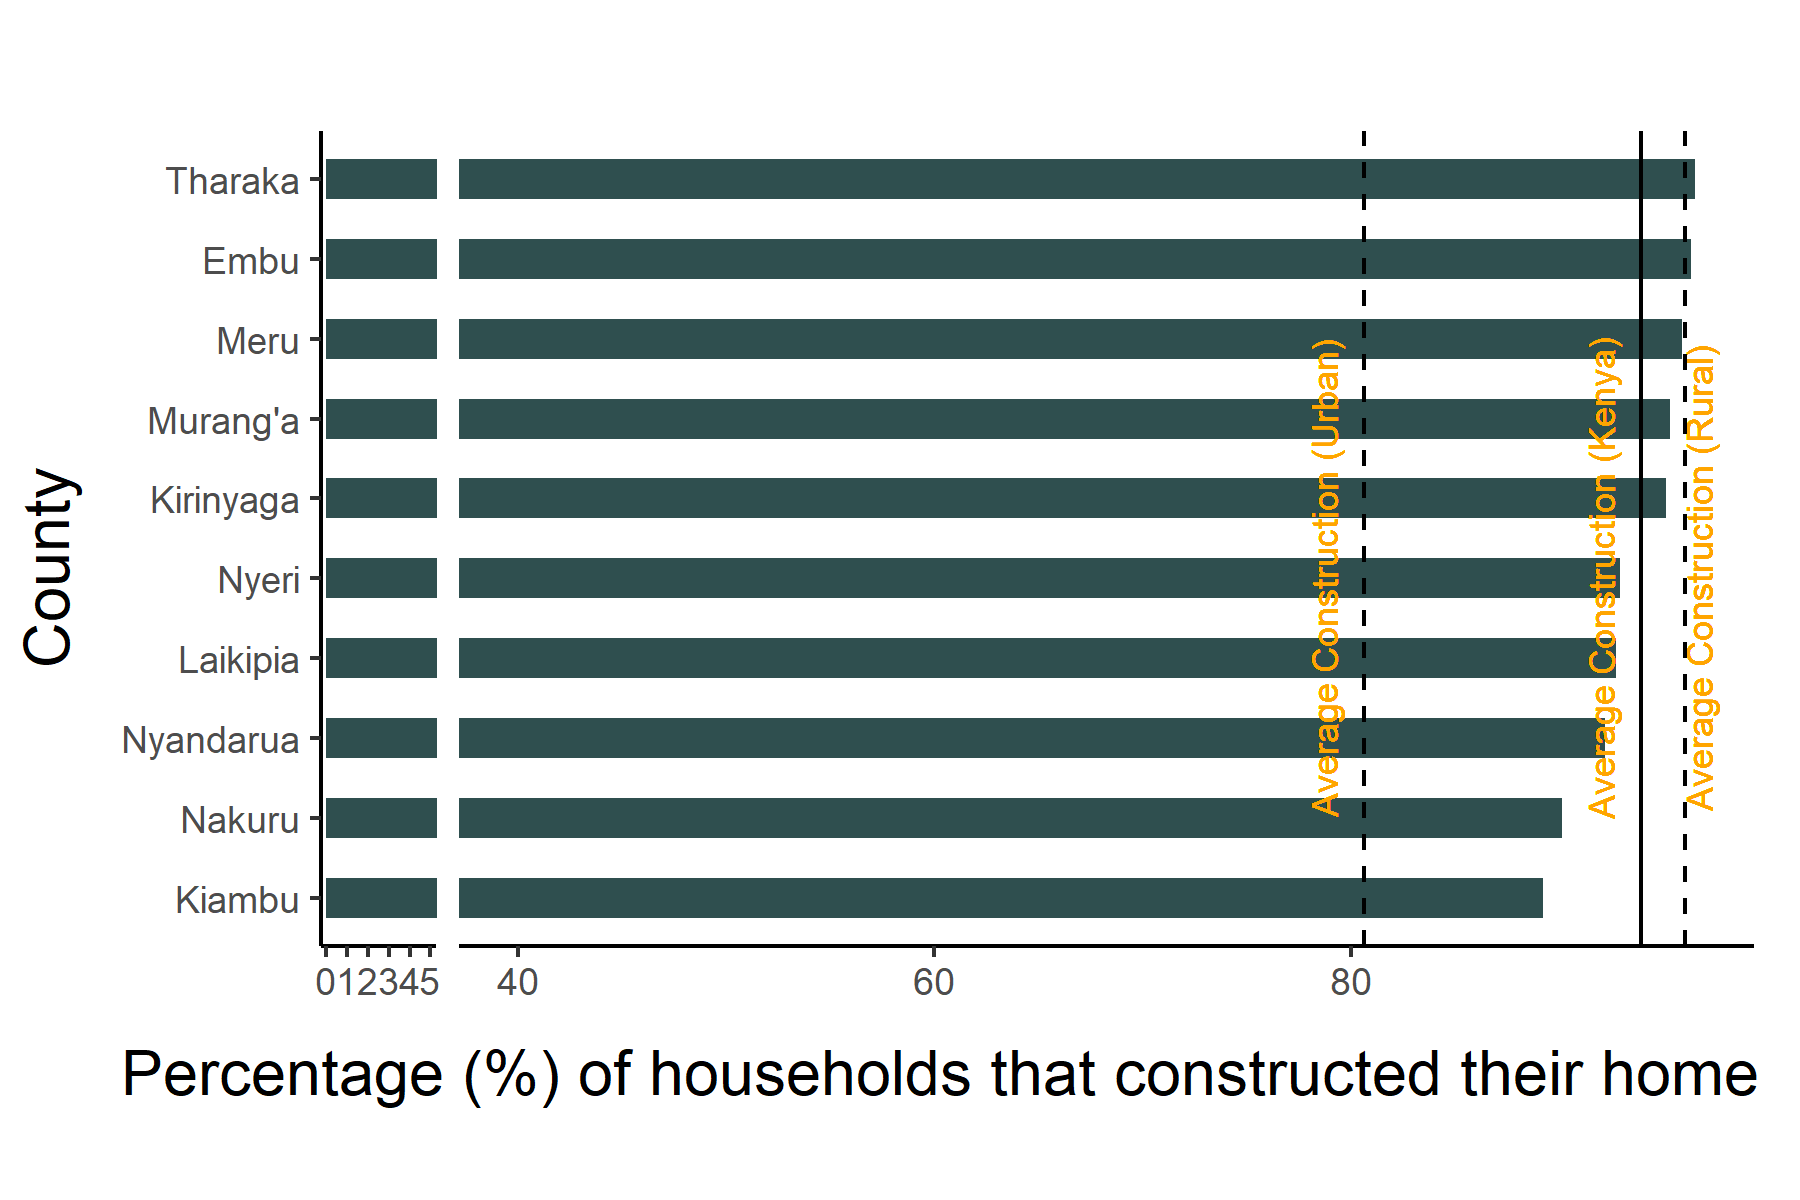 Tharaka
Embu
Meru
Murang'a
Kirinyaga
Nyeri
Laikipia
Nyandarua
Nakuru
Kiambu
County
Average Construction (Urban)
Average Construction (Kenya)
Average Construction (Rural)
0 1 2 3 4 5 40 60 80
Percentage (%) of households that constructed their home